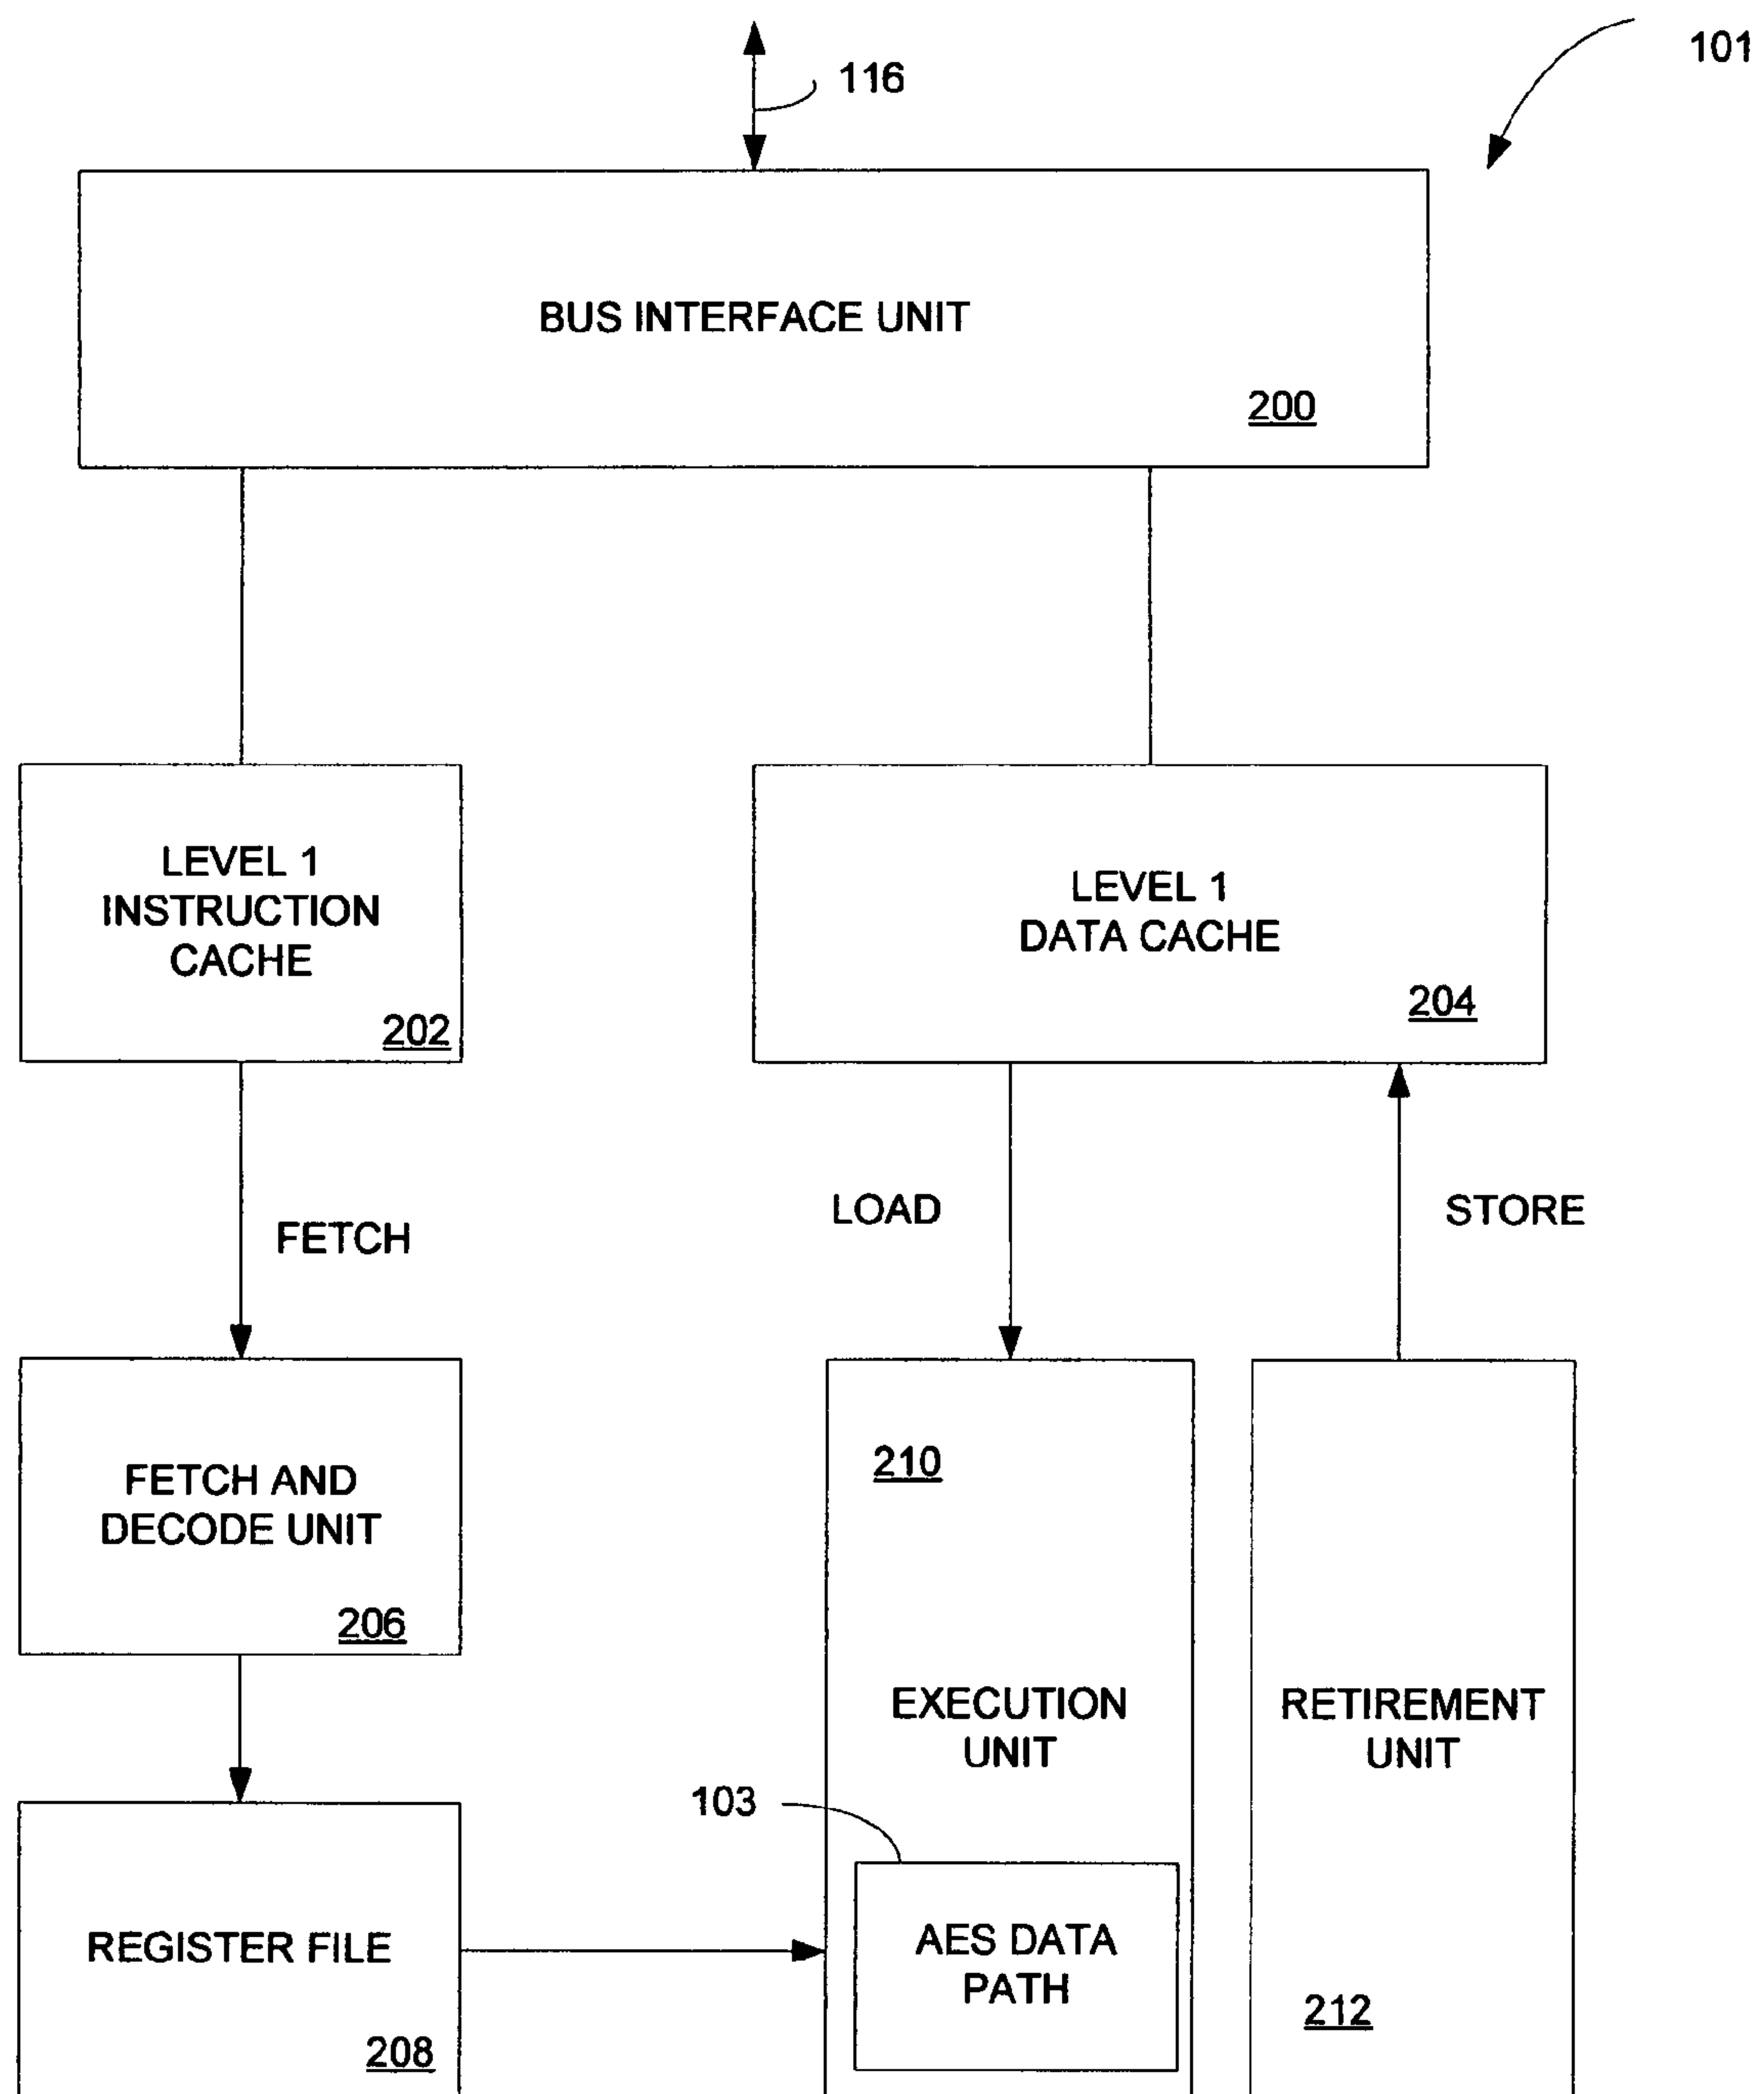 101
116
BUS INTERFACE UNIT
200
LEVEL 1
INSTRUCTION
CACHE
202
LEVEL 1
DATA CACHE
204
FETCH
LOAD
STORE
FETCH AND
DECODE UNIT
206
210
EXECUTION
UNIT
RETIREMENT
UNIT
103
REGISTER FILE
208
AES DATA
PATH
212